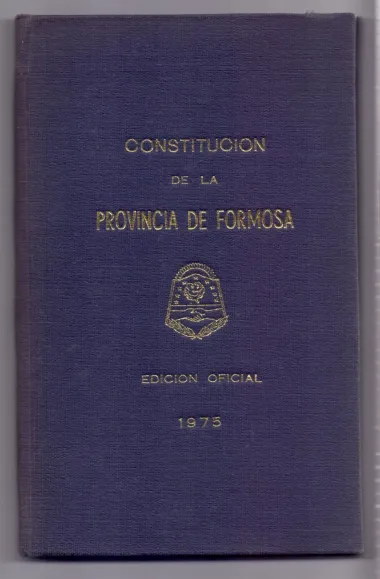 CONSTITUCION
DE LA
PROVINCIA DE FORMOSA
EDICION OFICIAL
1975